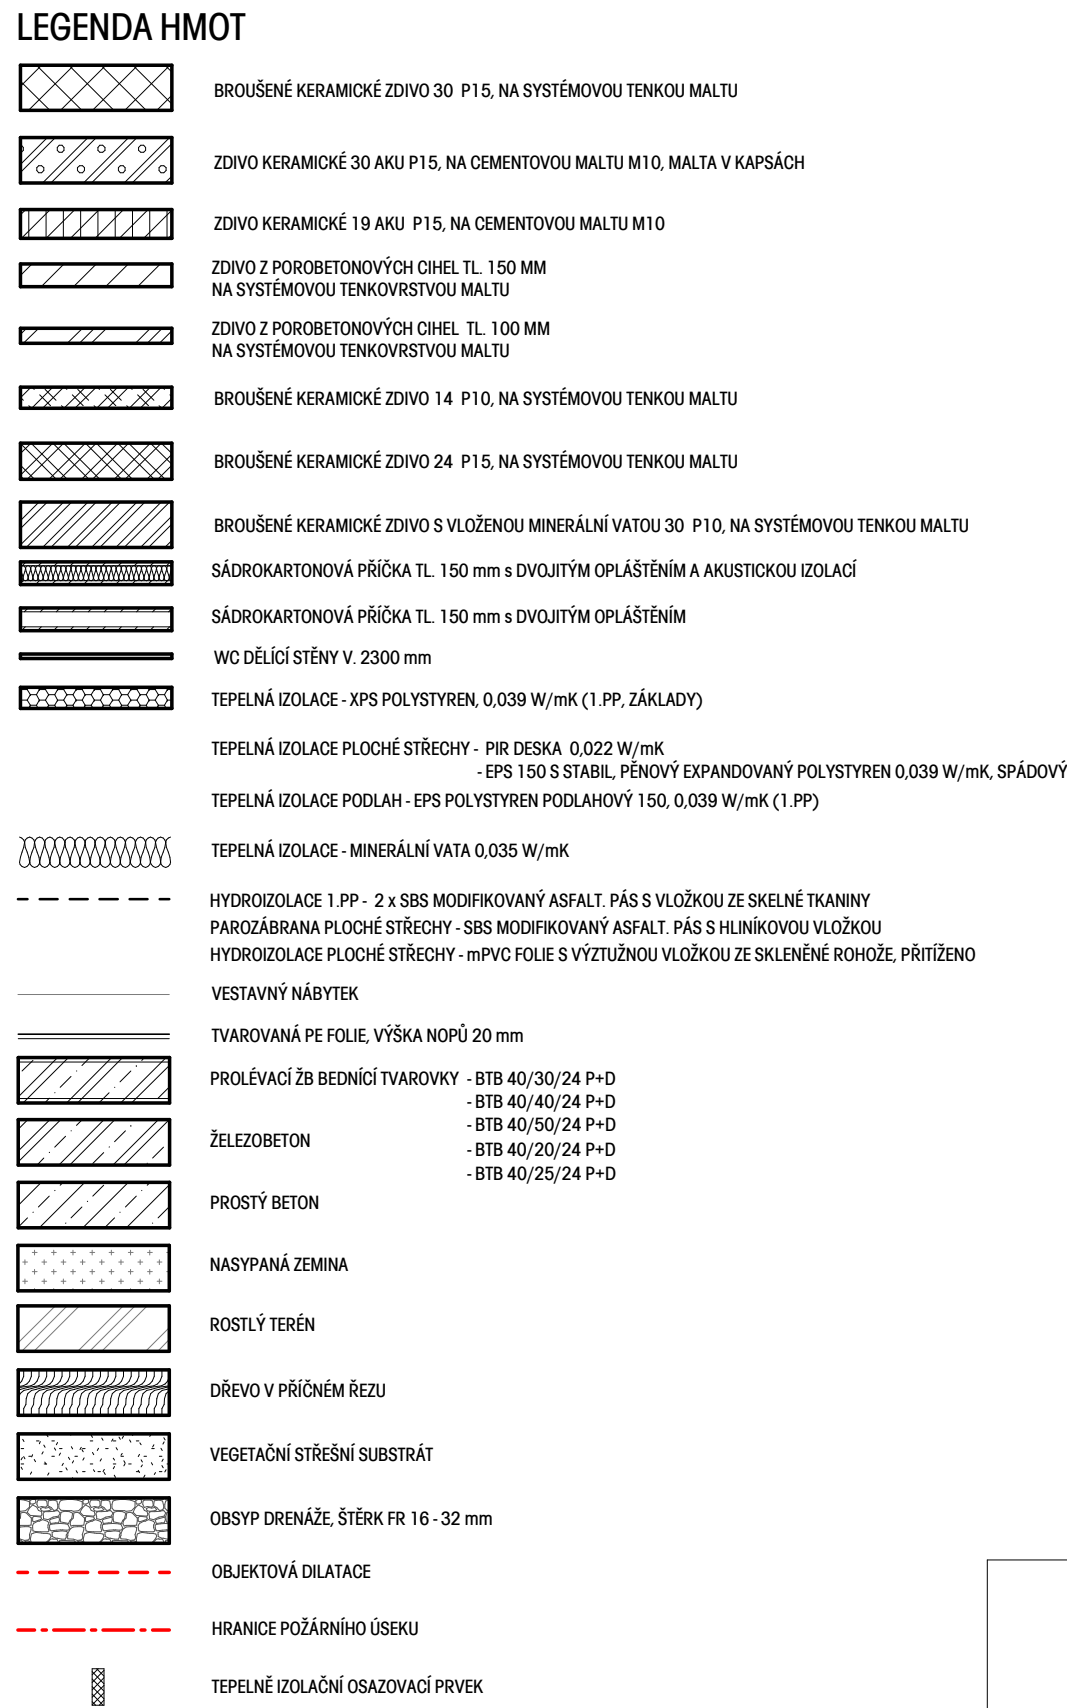 LEGENDA HMOT
BROUŠENÉ KERAMICKÉ ZDIVO 30 P15, NA SYSTÉMOVOU TENKOU MALTU
ZDIVO KERAMICKÉ 30 AKU P15, NA CEMENTOVOU MALTU M10, MALTA V KAPSÁCH
ZDIVO KERAMICKÉ 19 AKU P15, NA CEMENTOVOU MALTU M10
ZDIVO Z POROBETONOVÝCH CIHEL TL. 150 MM
NA SYSTÉMOVOU TENKOVRSTVOU MALTU
ZDIVO Z POROBETONOVÝCH CIHEL TL. 100 MM
NA SYSTÉMOVOU TENKOVRSTVOU MALTU
BROUŠENÉ KERAMICKÉ ZDIVO 14 P10, NA SYSTÉMOVOU TENKOU MALTU
BROUŠENÉ KERAMICKÉ ZDIVO 24 P15, NA SYSTÉMOVOU TENKOU MALTU
BROUŠENÉ KERAMICKÉ ZDIVO S VLOŽENOU MINERÁLNÍ VATOU 30 P10, NA SYSTÉMOVOU TENKOU MALTU
SÁDROKARTONOVÁ PŘÍČKA TL. 150 mm s DVOJITÝM OPLÁŠTĚNÍM A AKUSTICKOU IZOLACÍ
SÁDROKARTONOVÁ PŘÍČKA TL. 150 mm s DVOJITÝM OPLÁŠTĚNÍM
WC DĚLÍCÍ STĚNY V. 2300 mm
TEPELNÁ IZOLACE - XPS POLYSTYREN, 0,039 W/mK (1.PP, ZÁKLADY)
TEPELNÁ IZOLACE PLOCHÉ STŘECHY - PIR DESKA 0,022 W/mK
- EPS 150 S STABIL, PĚNOVÝ EXPANDOVANÝ POLYSTYREN 0,039 W/mK, SPÁDOVÝ
TEPELNÁ IZOLACE PODLAH - EPS POLYSTYREN PODLAHOVÝ 150, 0,039 W/mK (1.PP)
TEPELNÁ IZOLACE - MINERÁLNÍ VATA 0,035 W/mK
HYDROIZOLACE 1.PP - 2 x SBS MODIFIKOVANÝ ASFALT. PÁS S VLOŽKOU ZE SKELNÉ TKANINY
PAROZÁBRANA PLOCHÉ STŘECHY - SBS MODIFIKOVANÝ ASFALT. PÁS S HLINÍKOVOU VLOŽKOU
HYDROIZOLACE PLOCHÉ STŘECHY - mPVC FOLIE S VÝZTUŽNOU VLOŽKOU ZE SKLENĚNÉ ROHOŽE, PŘITÍŽENO
VESTAVNÝ NÁBYTEK
TVAROVANÁ PE FOLIE, VÝŠKA NOPŮ 20 mm
PROLÉVACÍ ŽB BEDNÍCÍ TVAROVKY - BTB 40/30/24 P+D
- BTB 40/40/24 P+D
- BTB 40/50/24 P+D
ŽELEZOBETON
- BTB 40/20/24 P+D
- BTB 40/25/24 P+D
PROSTÝ BETON
NASYPANÁ ZEMINA
ROSTLÝ TERÉN
DŘEVO V PŘÍČNÉM ŘEZU
VEGETAČNÍ STŘEŠNÍ SUBSTRÁT
OBSYP DRENÁŽE, ŠTĚRK FR 16 - 32 mm
OBJEKTOVÁ DILATACE
HRANICE POŽÁRNÍHO ÚSEKU
TEPELNĚ IZOLAČNÍ OSAZOVACÍ PRVEK